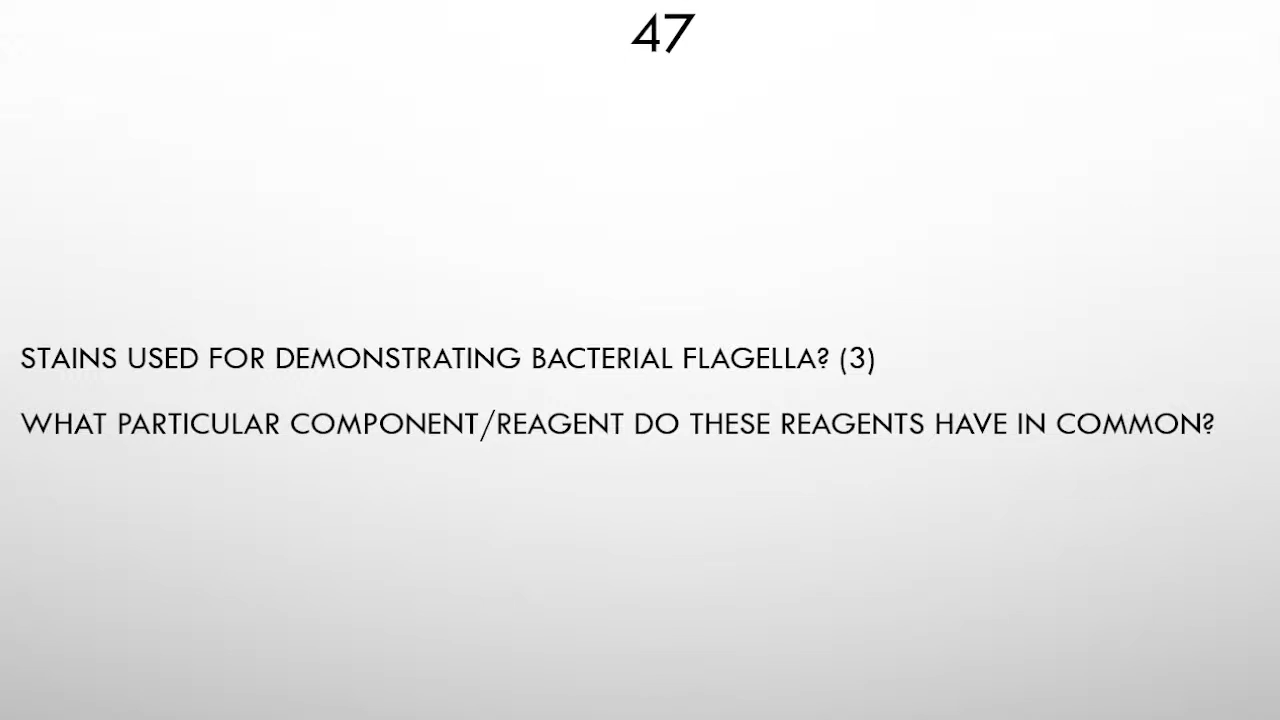 47
STAINS USED FOR DEMONSTRATING BACTERIAL FLAGELLA? (3)
WHAT PARTICULAR COMPONENT/REAGENT DO THESE REAGENTS HAVE IN COMMON?